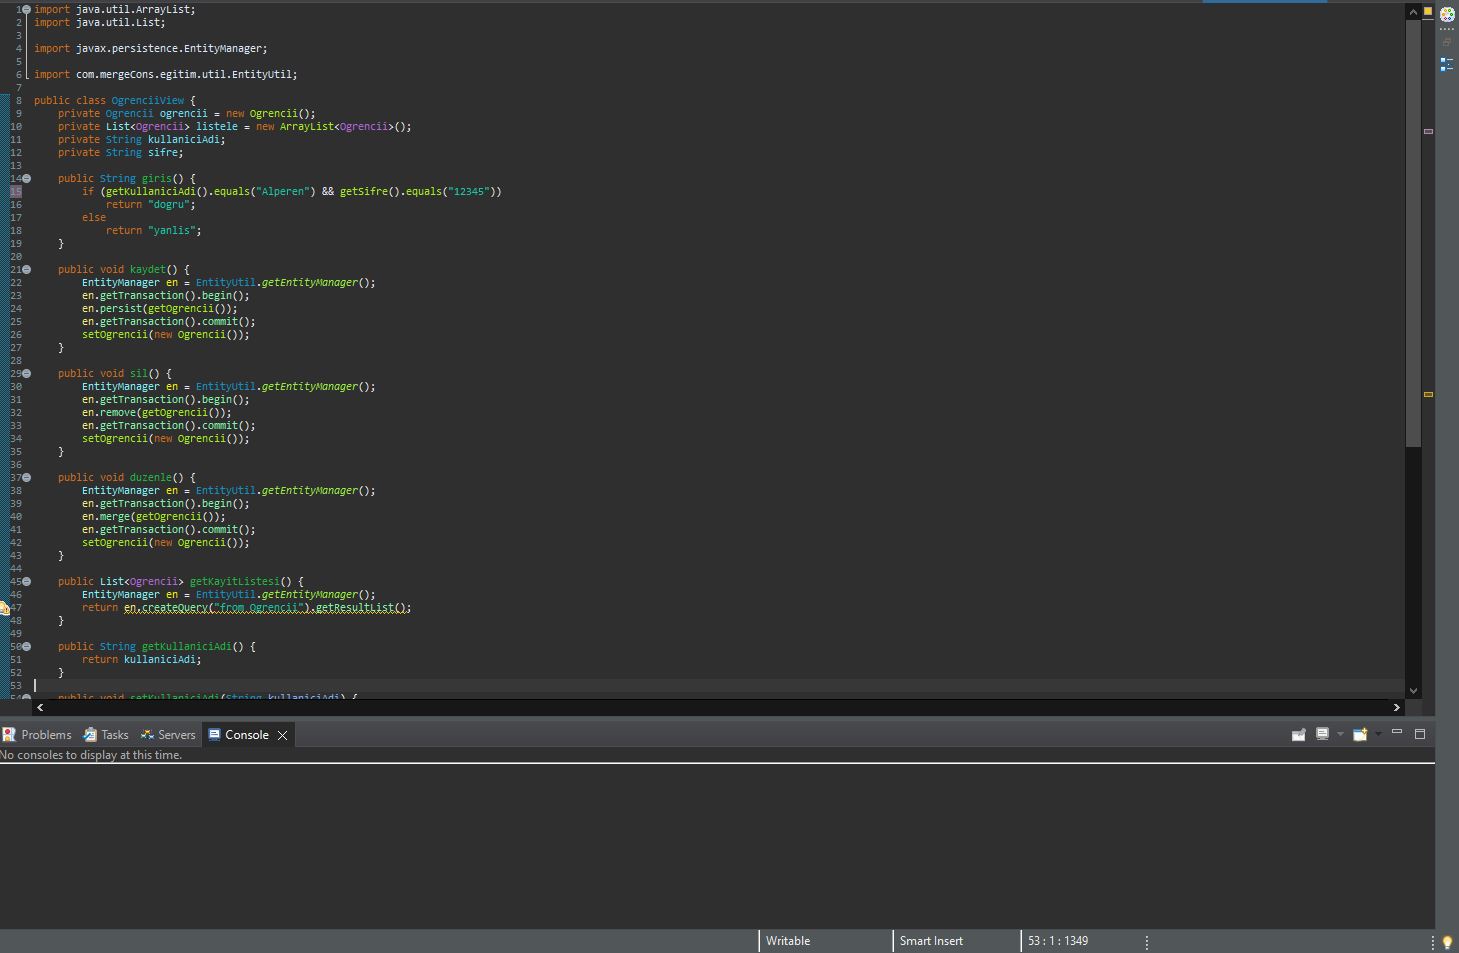 1 import java.util.ArrayList;
2 import java.util.List;
3
4 import javax.persistence.EntityManager;
5
6 import com.mergeCons.egitim.util.EntityUtil;
7
8 public class OgrenciiView {
9     private Ogrencii ogrencii = new Ogrencii();
10     private List<Ogrencii> listele = new ArrayList<Ogrencii>();
11     private String kullaniciAdi;
12     private String sifre;
13
14     public String giris() {
15         if (getKullaniciAdi().equals("Alperen") && getSifre().equals("12345"))
16             return "dogru";
17         else
18             return "yanlis";
19     }
20
21     public void kaydet() {
22         EntityManager en = EntityUtil.getEntityManager();
23         en.getTransaction().begin();
24         en.persist(getOgrencii());
25         en.getTransaction().commit();
26         setOgrencii(new Ogrencii());
27     }
28
29     public void sil() {
30         EntityManager en = EntityUtil.getEntityManager();
31         en.getTransaction().begin();
32         en.remove(getOgrencii());
33         en.getTransaction().commit();
34         setOgrencii(new Ogrencii());
35     }
36
37     public void duzenle() {
38         EntityManager en = EntityUtil.getEntityManager();
39         en.getTransaction().begin();
40         en.merge(getOgrencii());
41         en.getTransaction().commit();
42         setOgrencii(new Ogrencii());
43     }
44
45     public List<Ogrencii> getKayitListesi() {
46         EntityManager en = EntityUtil.getEntityManager();
47         return en.createQuery("from Ogrencii").getResultList();
48     }
49
50     public String getKullaniciAdi() {
51         return kullaniciAdi;
52     }
53
54     public void setKullaniciAdi(String kullaniciAdi) {
Problems Tasks Servers Console
No consoles to display at this time.
Writable Smart Insert 53 : 1 : 1349